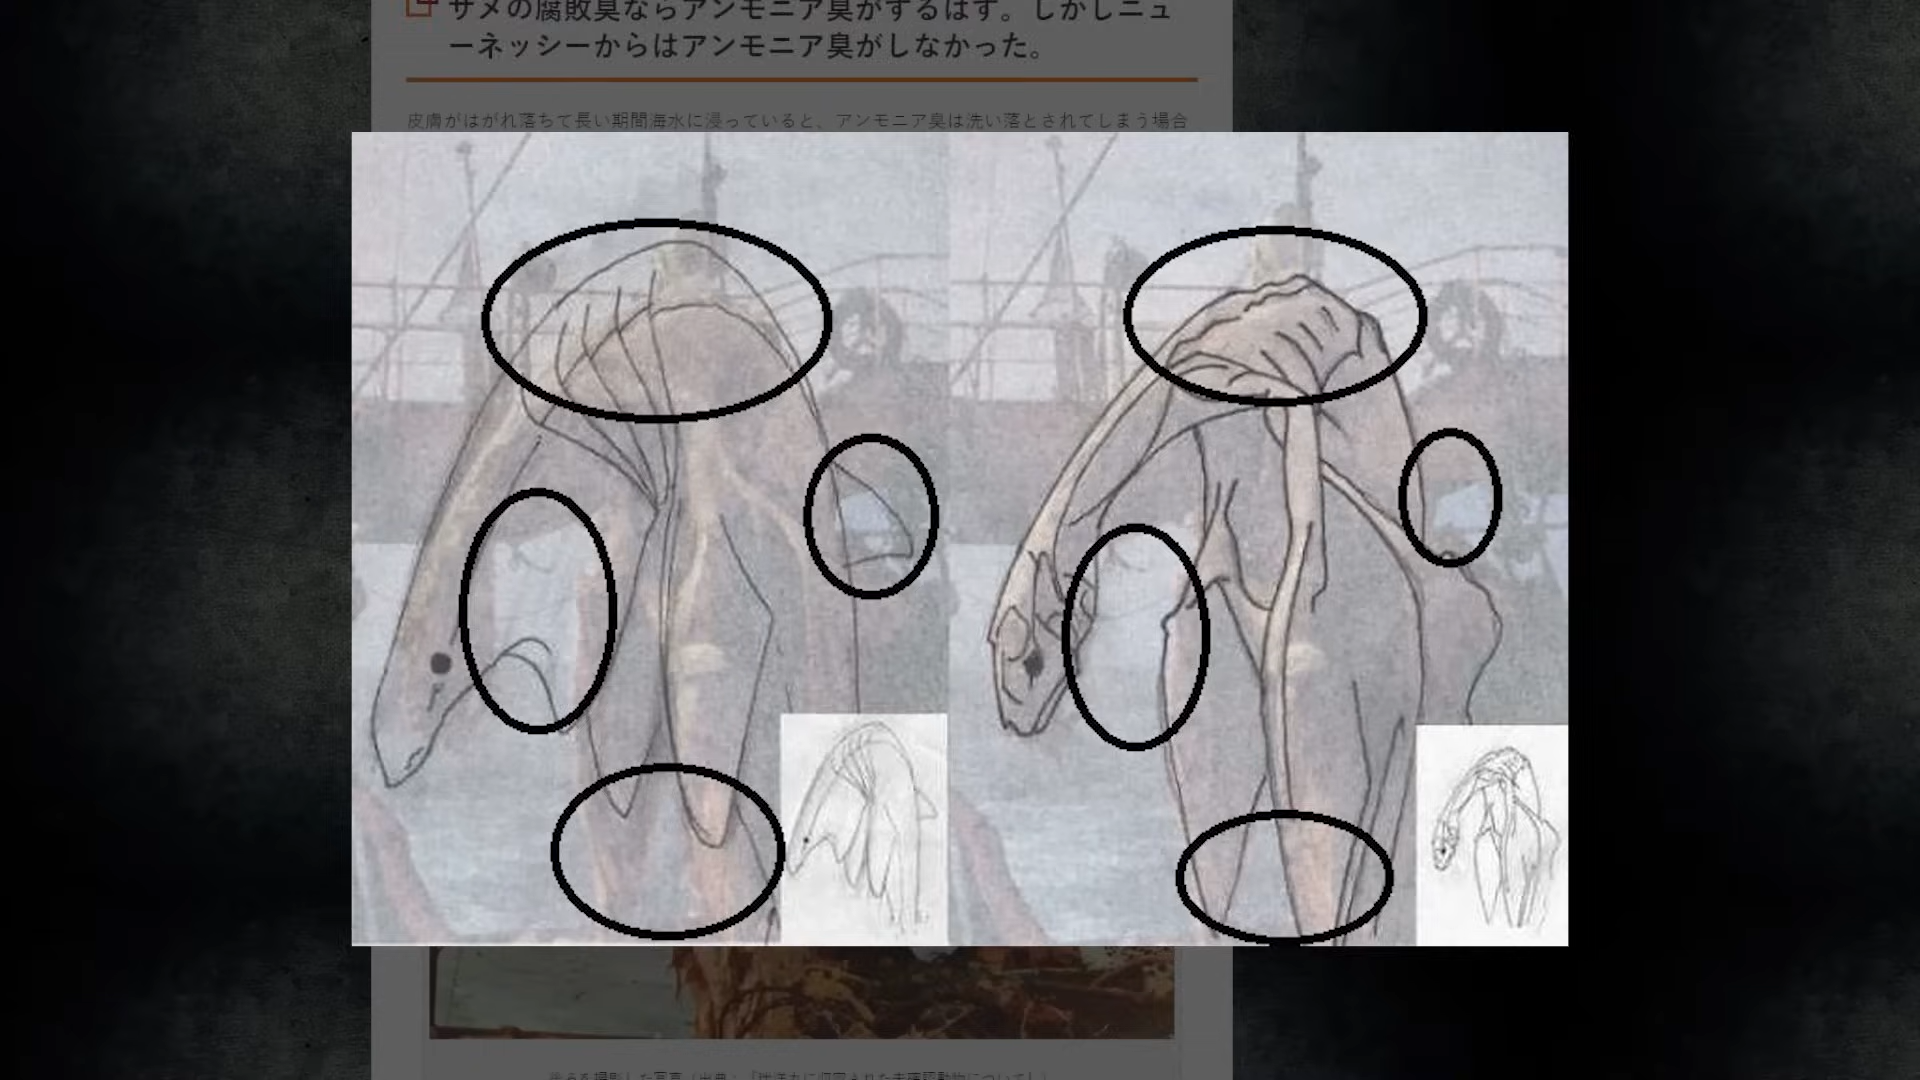 サメの腐敗臭ならアンモニア臭がするはず。しかしニュ
ーネッシーからはアンモニア臭がしなかった。
皮膚がはがれ落ちて長い期間海水に浸っていると、アンモニア臭は洗い落とされてしまう場合